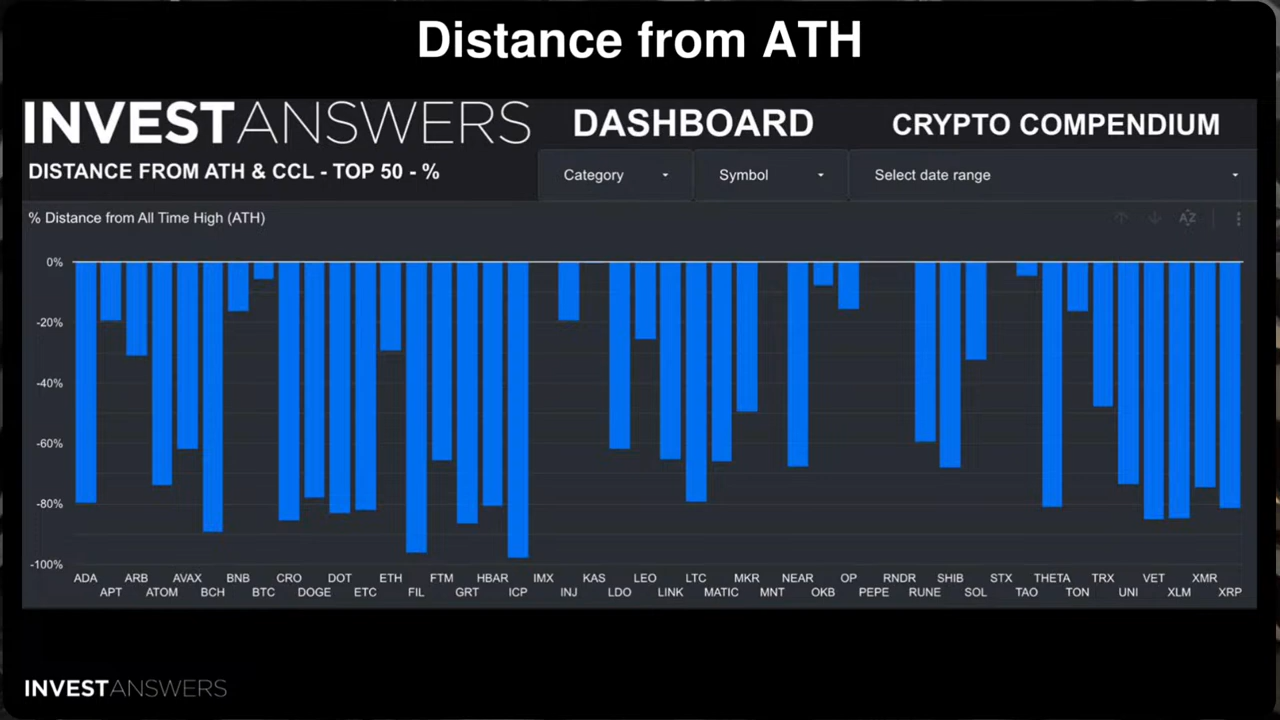 Distance from ATH
INVESTANSWERS
DASHBOARD
CRYPTO COMPENDIUM
DISTANCE FROM ATH & CCL - TOP 50 - %
Category
Symbol
Select date range
% Distance from All Time High (ATH)
AZ
0%
-20%
-40%
-60%
-80%
-100%
ADA ARB AVAX BNB CRO DOT ETH FTM HBAR IMX KAS LEO LTC MKR NEAR OP RNDR SHIB STX THETA TRX VET XMR
APT ATOM BCH BTC DOGE ETC FIL GRT ICP INJ LDO LINK MATIC MNT OKB PEPE RUNE SOL TAO TON UNI XLM XRP
INVESTANSWERS